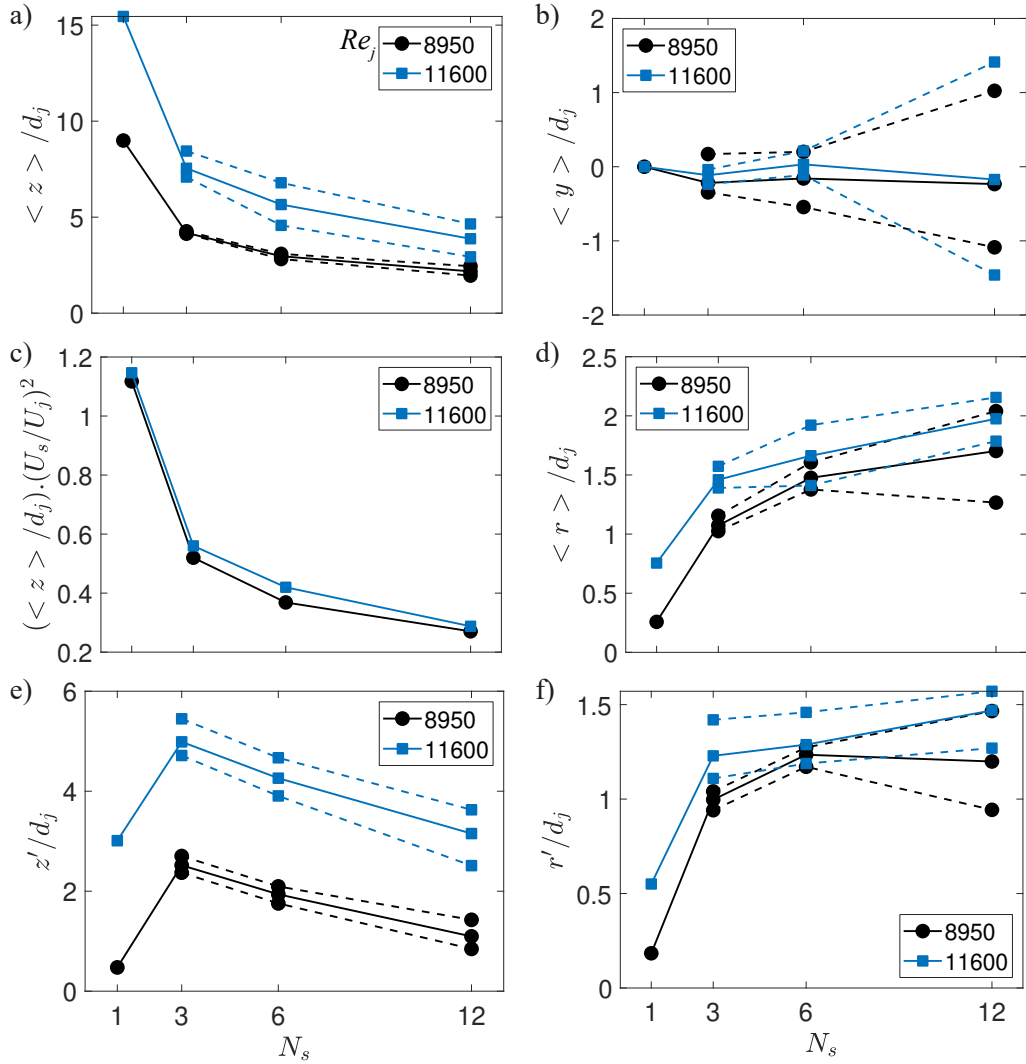 a)
15
10
5
0
< z > /d_j
Re_j
8950
11600
b)
2
1
0
-1
-2
< y > /d_j
8950
11600
c)
1.2
1
0.8
0.6
0.4
0.2
(< z > /d_j).(U_s/U_j)^2
8950
11600
d)
2.5
2
1.5
1
0.5
0
< r > /d_j
8950
11600
e)
6
4
2
0
z'/d_j
8950
11600
1 3 6 12
N_s
f)
1.5
1
0.5
0
r'/d_j
8950
11600
1 3 6 12
N_s